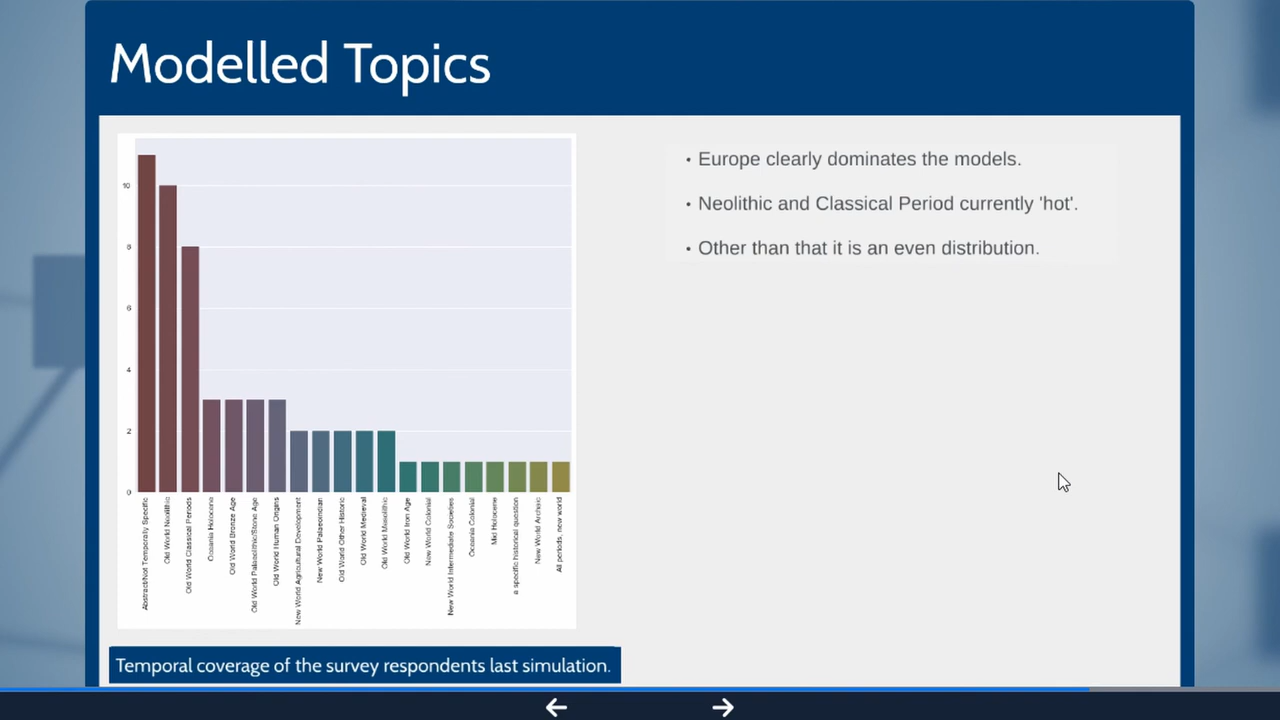 Modelled Topics
• Europe clearly dominates the models.
• Neolithic and Classical Period currently 'hot'.
• Other than that it is an even distribution.
10
8
6
4
2
0
Abstract/Not Temporally Specific
Old World Neolithic
Old World Classical Periods
Oceania Holocene
Old World Bronze Age
Old World Palaeolithic/Stone Age
Old World Human Origins
New World Agricultural Development
New World Palaeoindian
Old World Other Historic
Old World Medieval
Old World Mesolithic
Old World Iron Age
New World Colonial
New World Intermediate Societies
Oceania Colonial
Mid Holocene
a specific historical question
New World Archaic
All periods, new world
Temporal coverage of the survey respondents last simulation.